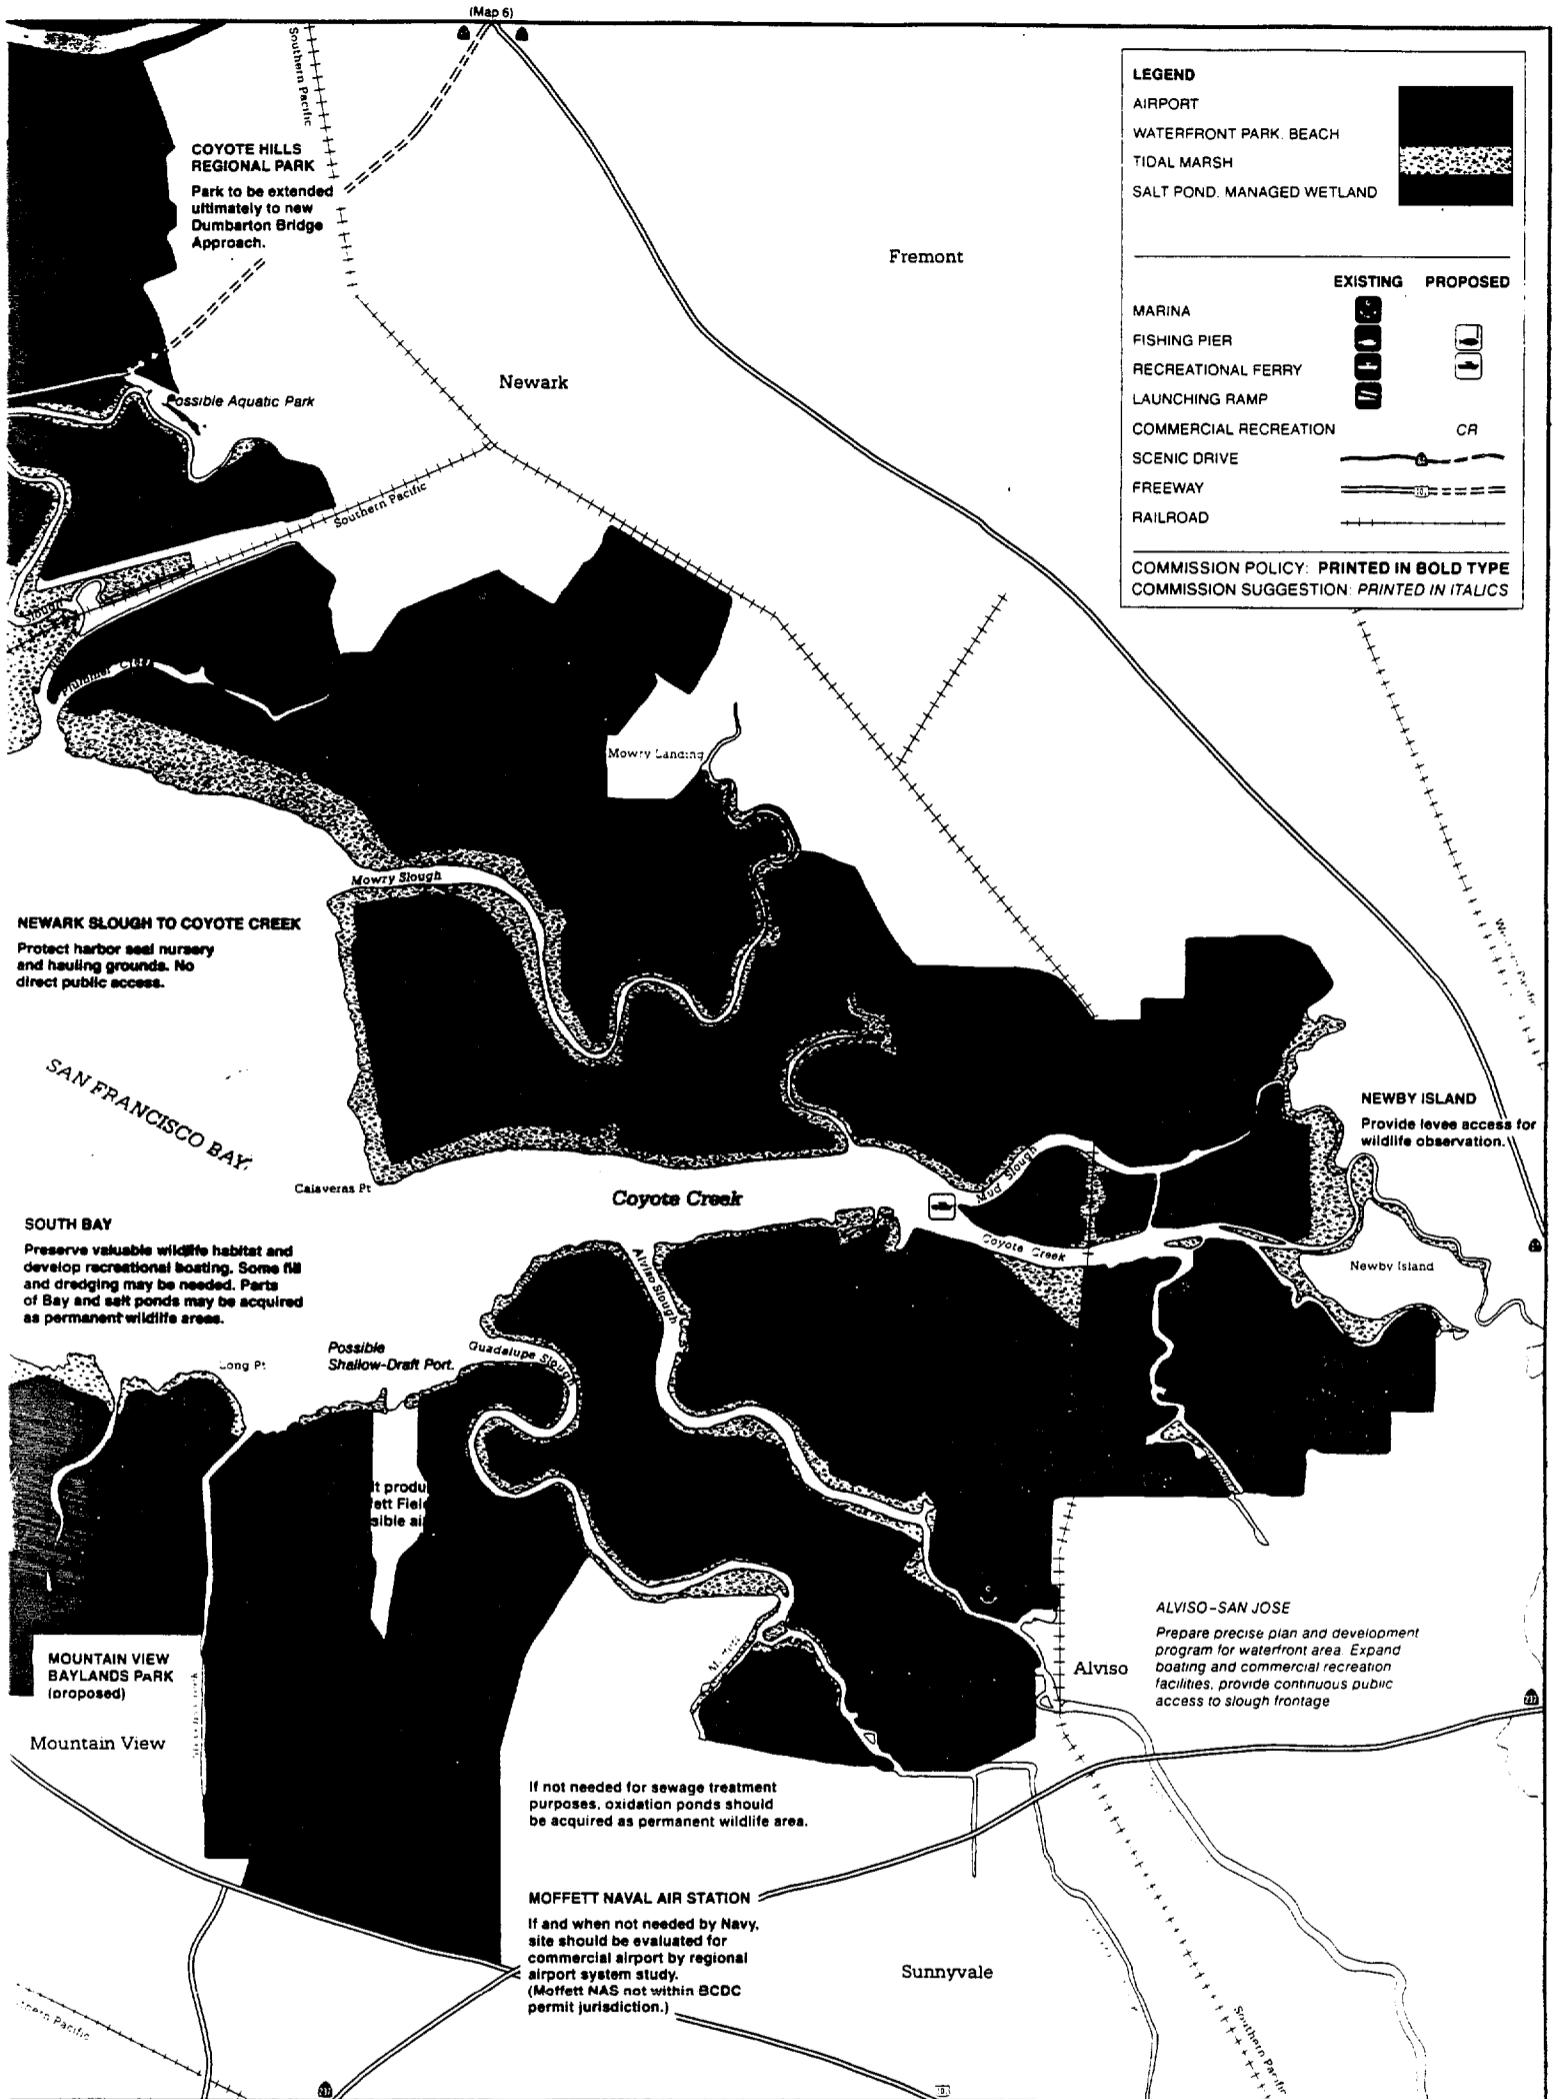 (Map 6)
Southern Pacific
LEGEND
AIRPORT
WATERFRONT PARK. BEACH
TIDAL MARSH
SALT POND. MANAGED WETLAND
EXISTING PROPOSED
MARINA
FISHING PIER
RECREATIONAL FERRY
LAUNCHING RAMP
COMMERCIAL RECREATION CR
SCENIC DRIVE
FREEWAY
RAILROAD
COMMISSION POLICY: PRINTED IN BOLD TYPE
COMMISSION SUGGESTION: PRINTED IN ITALICS
COYOTE HILLS
REGIONAL PARK
Park to be extended
ultimately to new
Dumbarton Bridge
Approach.
Fremont
Newark
Possible Aquatic Park
Southern Pacific
Slough
Mowry Landing
Mowry Slough
NEWARK SLOUGH TO COYOTE CREEK
Protect harbor seal nursery
and hauling grounds. No
direct public access.
SAN FRANCISCO BAY
NEWBY ISLAND
Provide levee access for
wildlife observation.
Mud Slough
Calaveras Pt
Coyote Creek
Coyote Creek
Newby Island
SOUTH BAY
Preserve valuable wildlife habitat and
develop recreational boating. Some fill
and dredging may be needed. Parts
of Bay and salt ponds may be acquired
as permanent wildlife areas.
Alviso Slough
Guadalupe Slough
Long Pt
Possible
Shallow-Draft Port.
lt produ
fett Fiel
sible ai
MOUNTAIN VIEW
BAYLANDS PARK
(proposed)
Mountain View
Alviso
ALVISO-SAN JOSE
Prepare precise plan and development
program for waterfront area. Expand
boating and commercial recreation
facilities, provide continuous public
access to slough frontage
237
If not needed for sewage treatment
purposes, oxidation ponds should
be acquired as permanent wildlife area.
MOFFETT NAVAL AIR STATION
If and when not needed by Navy,
site should be evaluated for
commercial airport by regional
airport system study.
(Moffett NAS not within BCDC
permit jurisdiction.)
Sunnyvale
Southern Pacific
Pacific
237
101